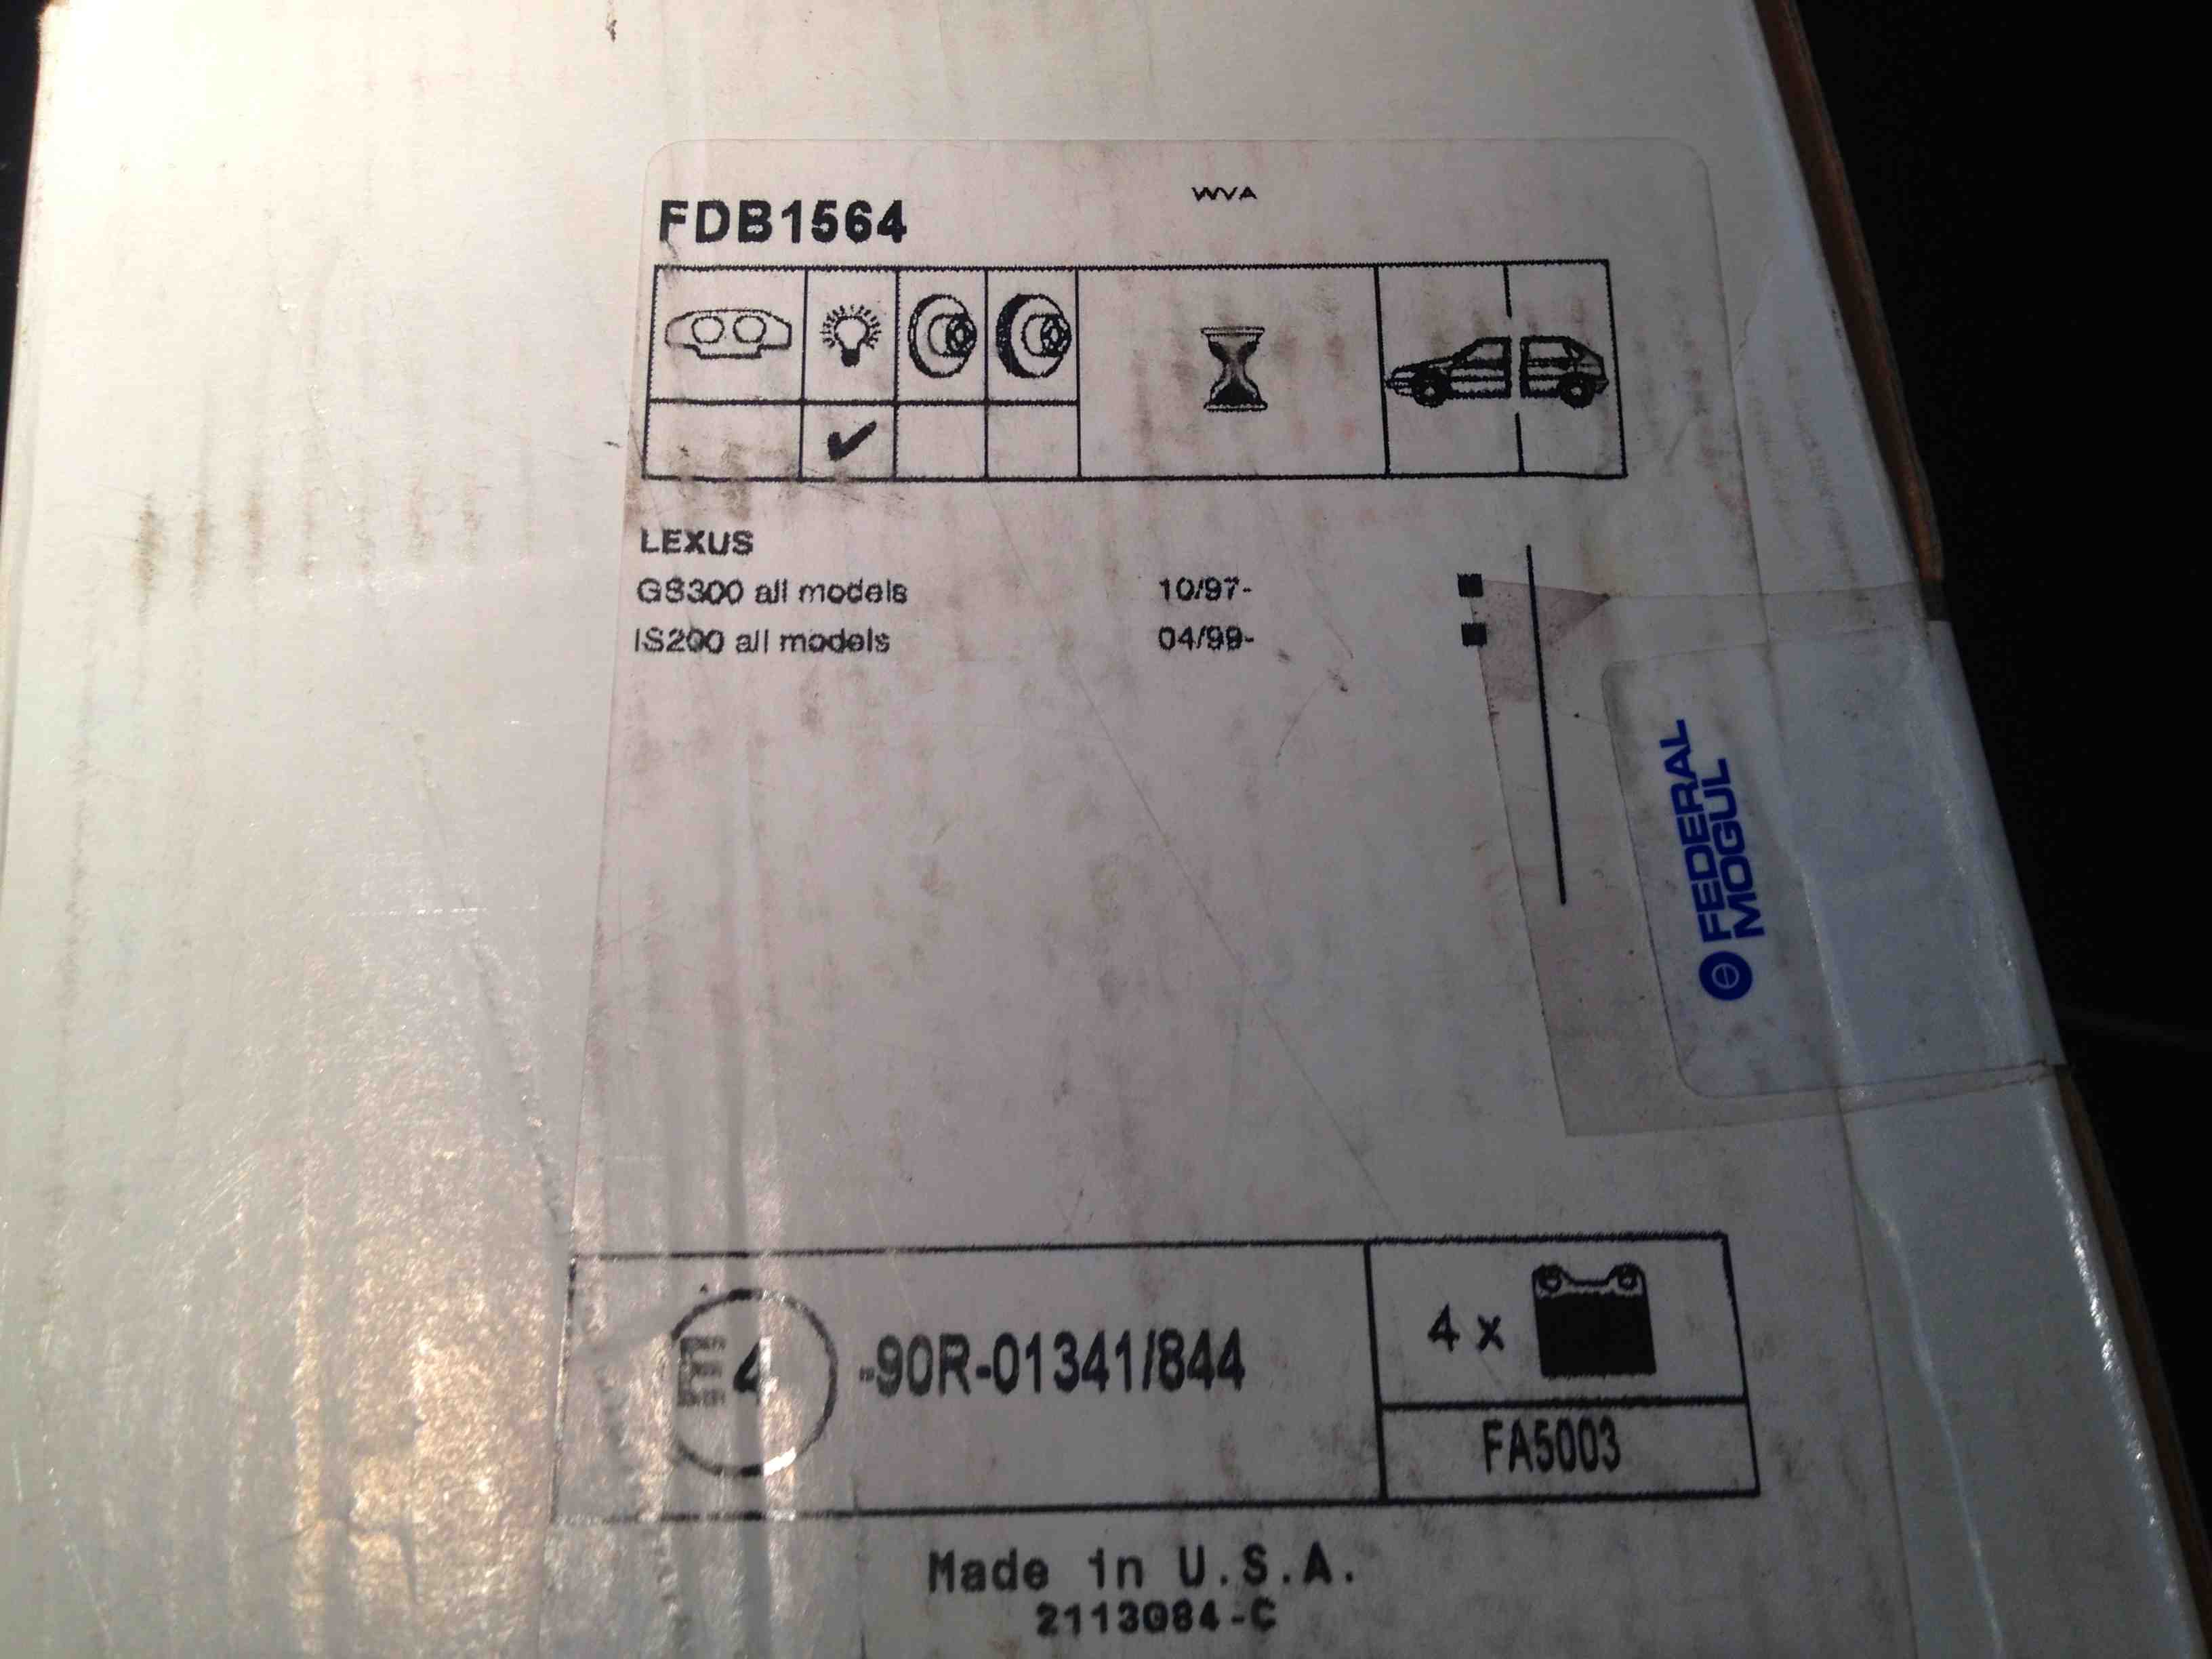 WVA
FDB1564
LEXUS
GS300 all models 10/97-
IS200 all models 04/99-
FEDERAL
MOGUL
E4 -90R-01341/844
4 x
FA5003
Made in U.S.A.
2113084-C